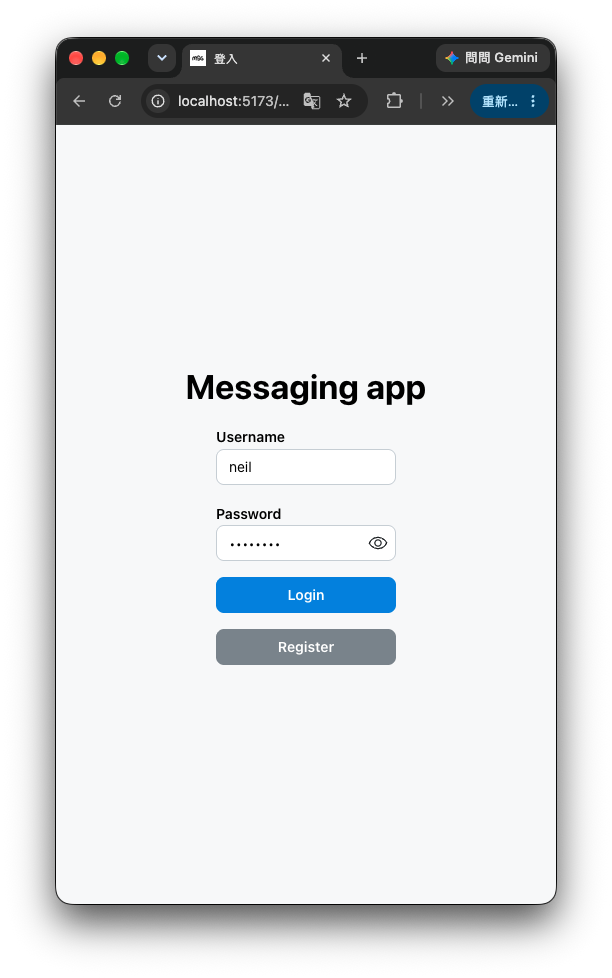 登入
問問 Gemini
localhost:5173/...
重新...
Messaging app
Username
neil
Password
••••••••
Login
Register